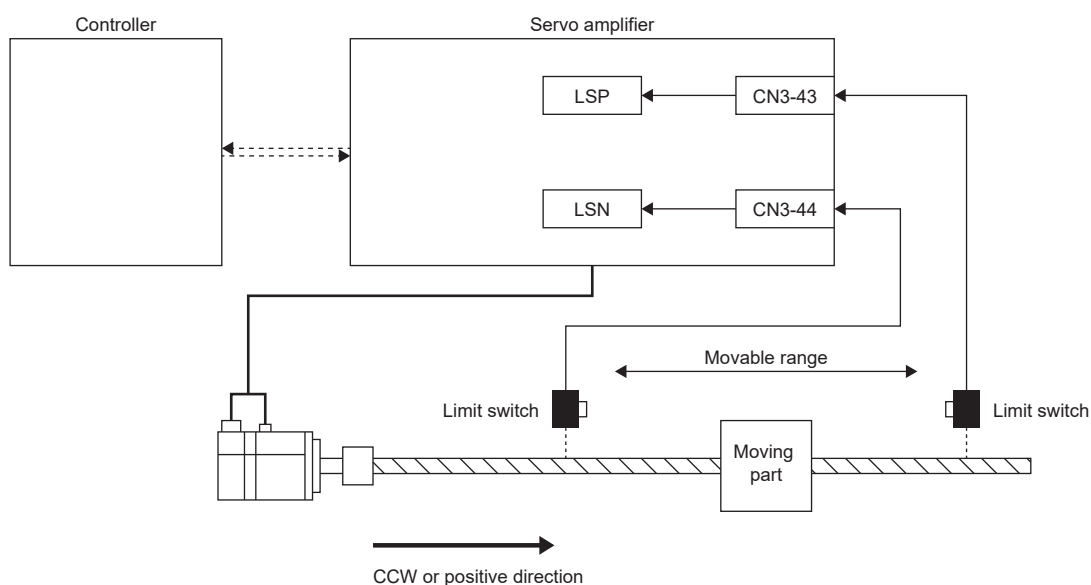 Controller
Servo amplifier
LSP
CN3-43
LSN
CN3-44
Movable range
Limit switch
Limit switch
Moving
part
CCW or positive direction